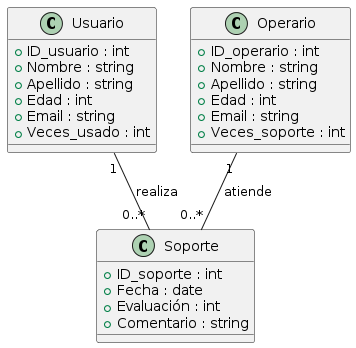 Usuario
ID_usuario : int
Nombre : string
Apellido : string
Edad : int
Email : string
Veces_usado : int
Operario
ID_operario : int
Nombre : string
Apellido : string
Edad : int
Email : string
Veces_soporte : int
1
realiza
0..*
1
atiende
0..*
Soporte
ID_soporte : int
Fecha : date
Evaluación : int
Comentario : string